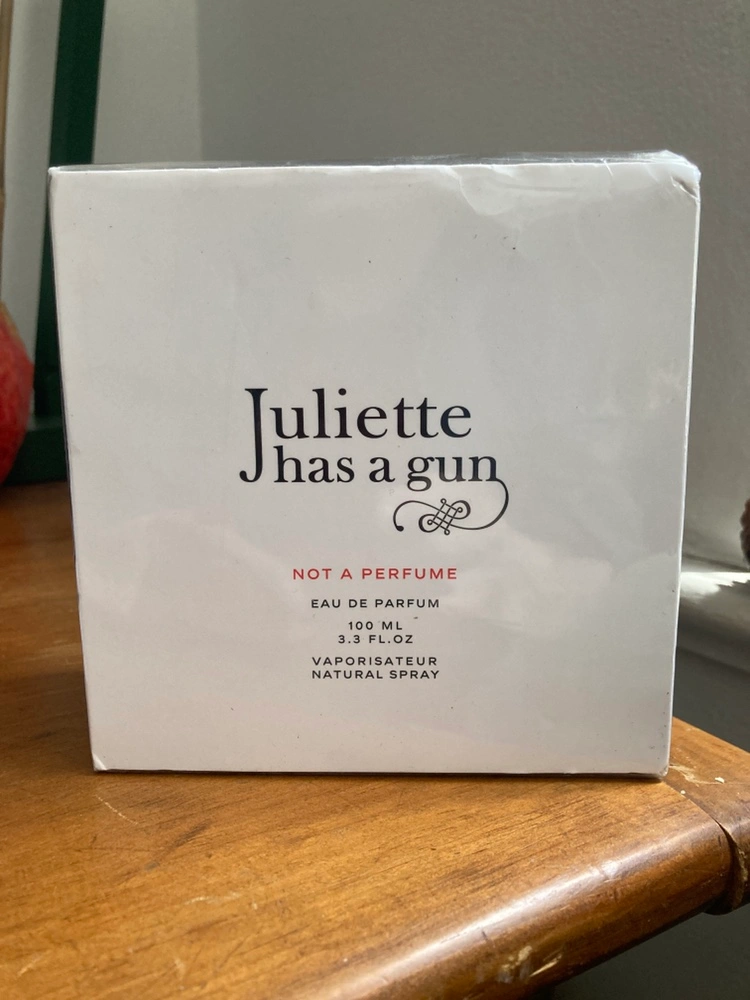 Juliette
has a gun
NOT A PERFUME
EAU DE PARFUM
100 ML
3.3 FL.OZ
VAPORISATEUR
NATURAL SPRAY